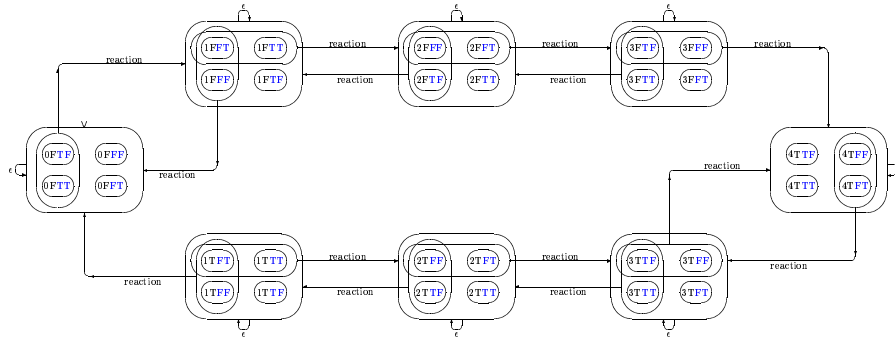 ϵ ϵ ϵ
1FFT 1FTT reaction 2FFF 2FFT reaction 3FFF 3FFF reaction
reaction
1FFF 1FTF reaction 2FTF 2FTT reaction 3FTT 3FFT
0FTF 0FFF 4TTF 4TFF
ϵ reaction reaction ϵ
0FTT 0FFT 4TTT 4TFT
1TFT 1TTT reaction 2TFF 2TFT reaction 3TTF 3TFF
reaction reaction
1TFF 1TTF reaction 2TTF 2TTT reaction 3TTT 3TFT
ϵ ϵ ϵ